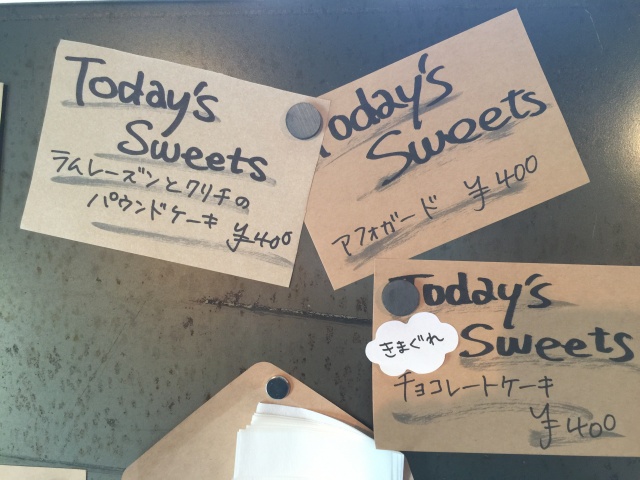 Today's
Sweets
ラムレーズンとクリチの
パウンドケーキ ¥400
Today's
Sweets
アフォガード ¥400
Today's
Sweets
きまぐれ
チョコレートケーキ
¥400